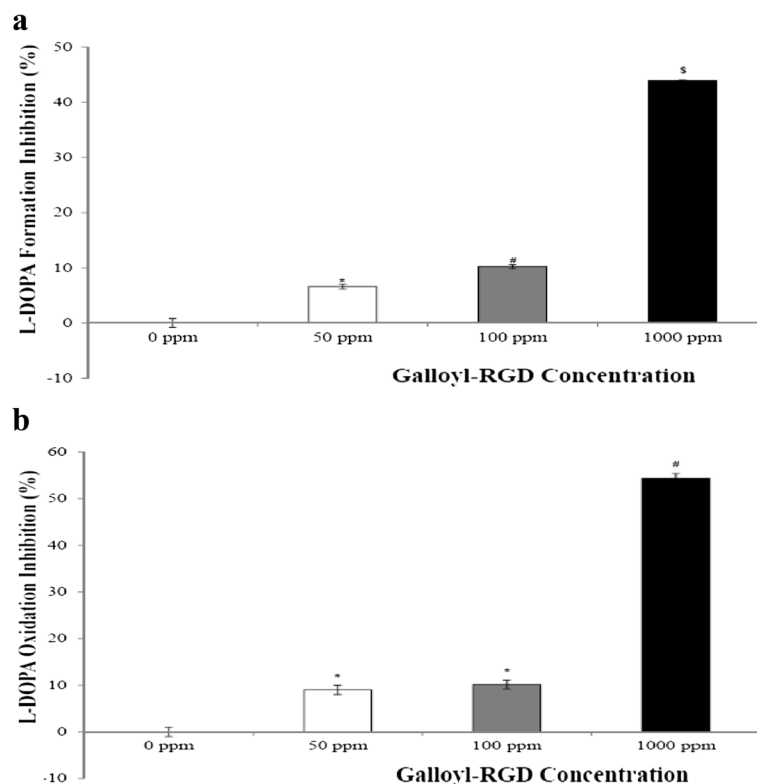 a
L-DOPA Formation Inhibition (%)
50
40
30
20
10
0
-10
*
#
$
0 ppm
50 ppm
100 ppm
1000 ppm
Galloyl-RGD Concentration
b
L-DOPA Oxidation Inhibition (%)
60
50
40
30
20
10
0
-10
*
*
#
0 ppm
50 ppm
100 ppm
1000 ppm
Galloyl-RGD Concentration